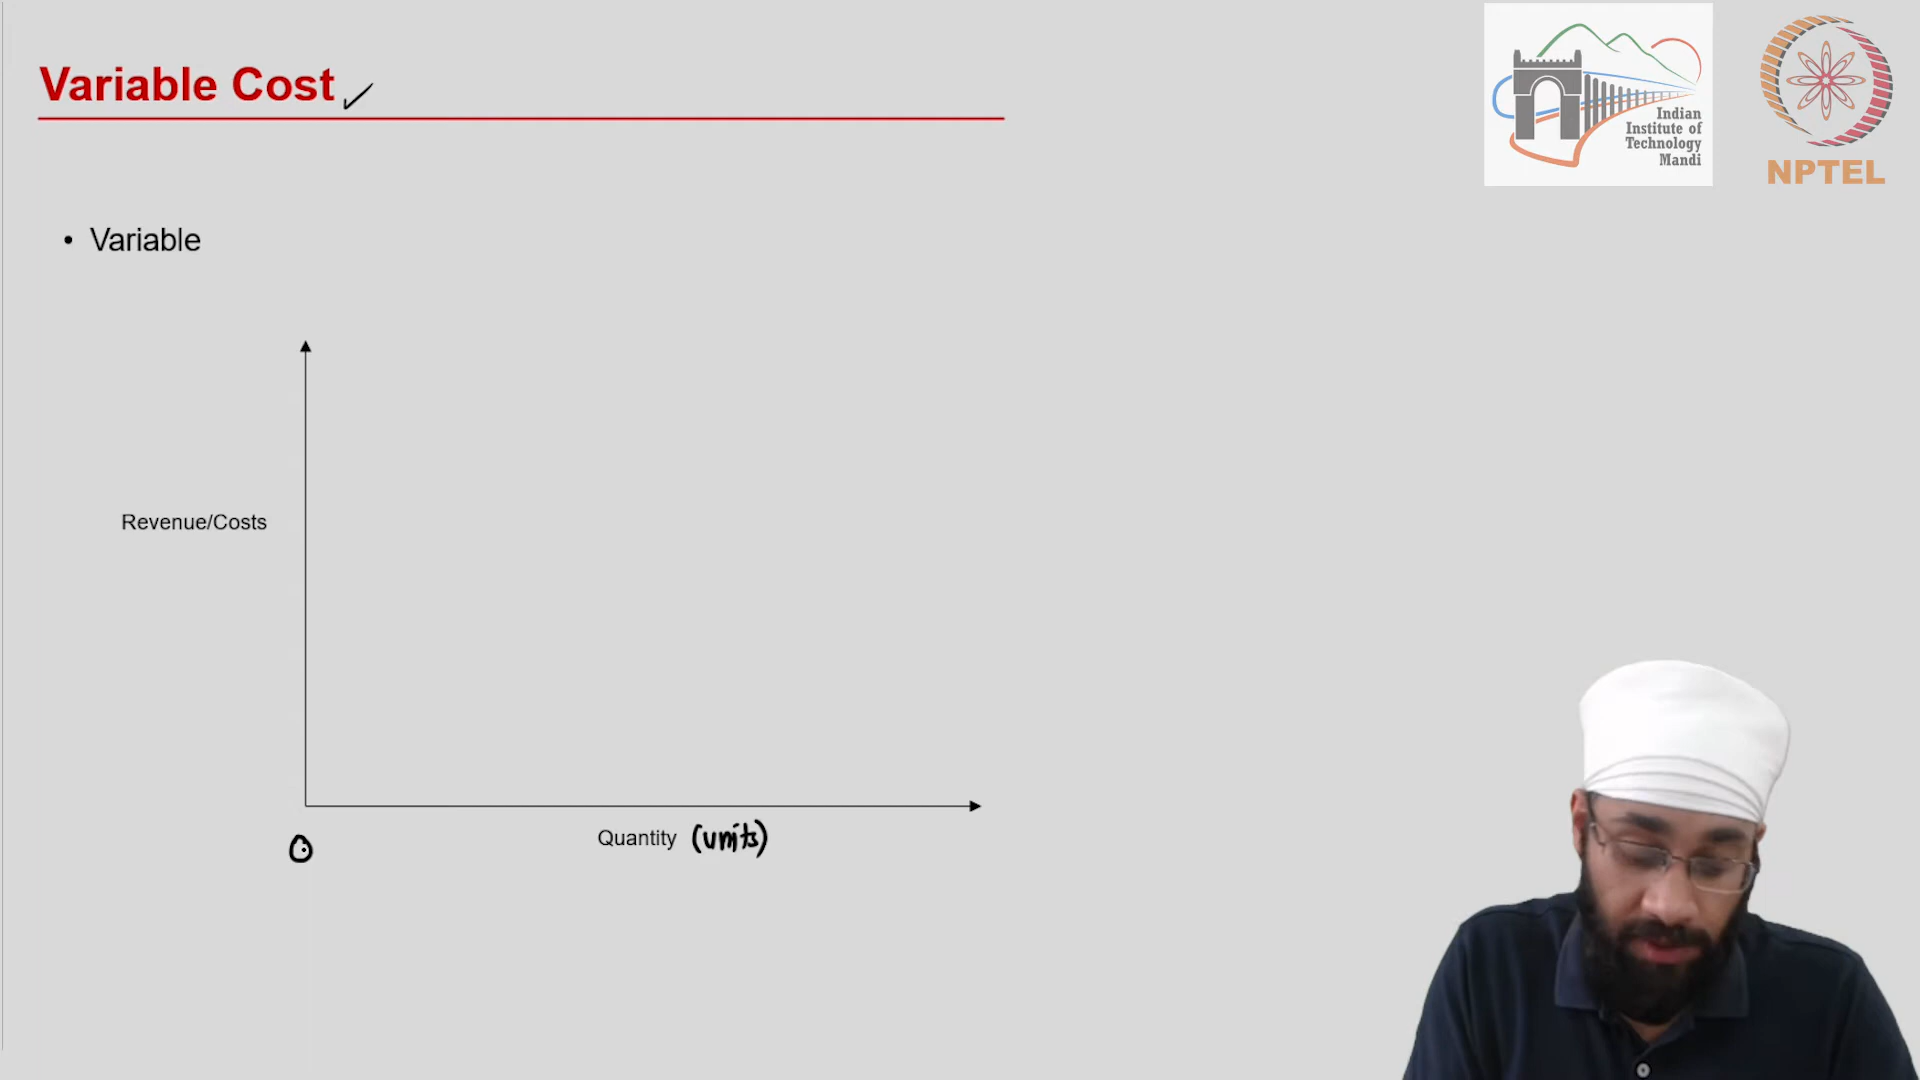 Variable Cost
Indian
Institute of
Technology
Mandi
NPTEL
• Variable
Revenue/Costs
Quantity (units)
0